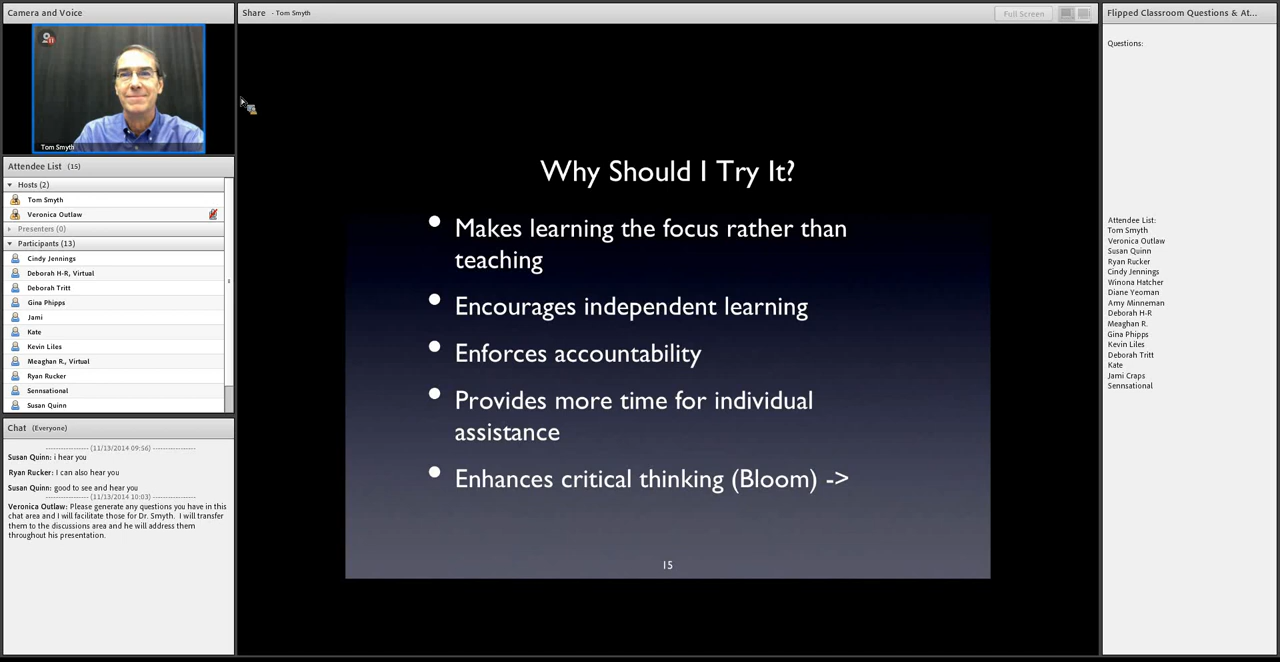 Camera and Voice
Tom Smyth
Attendee List (15)
Hosts (2)
Tom Smyth
Veronica Outlaw
Presenters (0)
Participants (13)
Cindy Jennings
Deborah H-R, Virtual
Deborah Tritt
Gina Phipps
Jami
Kate
Kevin Liles
Meaghan R., Virtual
Ryan Rucker
Sennsational
Susan Quinn
Chat (Everyone)
----------------- (11/13/2014 09:56) -----------------
Susan Quinn: i hear you
Ryan Rucker: I can also hear you
Susan Quinn: good to see and hear you
----------------- (11/13/2014 10:03) -----------------
Veronica Outlaw: Please generate any questions you have in this
chat area and I will facilitate those for Dr. Smyth. I will transfer
them to the discussions area and he will address them
throughout his presentation.
Share - Tom Smyth
Full Screen
Why Should I Try It?
• Makes learning the focus rather than
teaching
• Encourages independent learning
• Enforces accountability
• Provides more time for individual
assistance
• Enhances critical thinking (Bloom) ->
15
Flipped Classroom Questions & At...
Questions:
Attendee List:
Tom Smyth
Veronica Outlaw
Susan Quinn
Ryan Rucker
Cindy Jennings
Winona Hatcher
Diane Yeoman
Amy Minneman
Deborah H-R
Meaghan R.
Gina Phipps
Kevin Liles
Deborah Tritt
Kate
Jami Craps
Sennsational